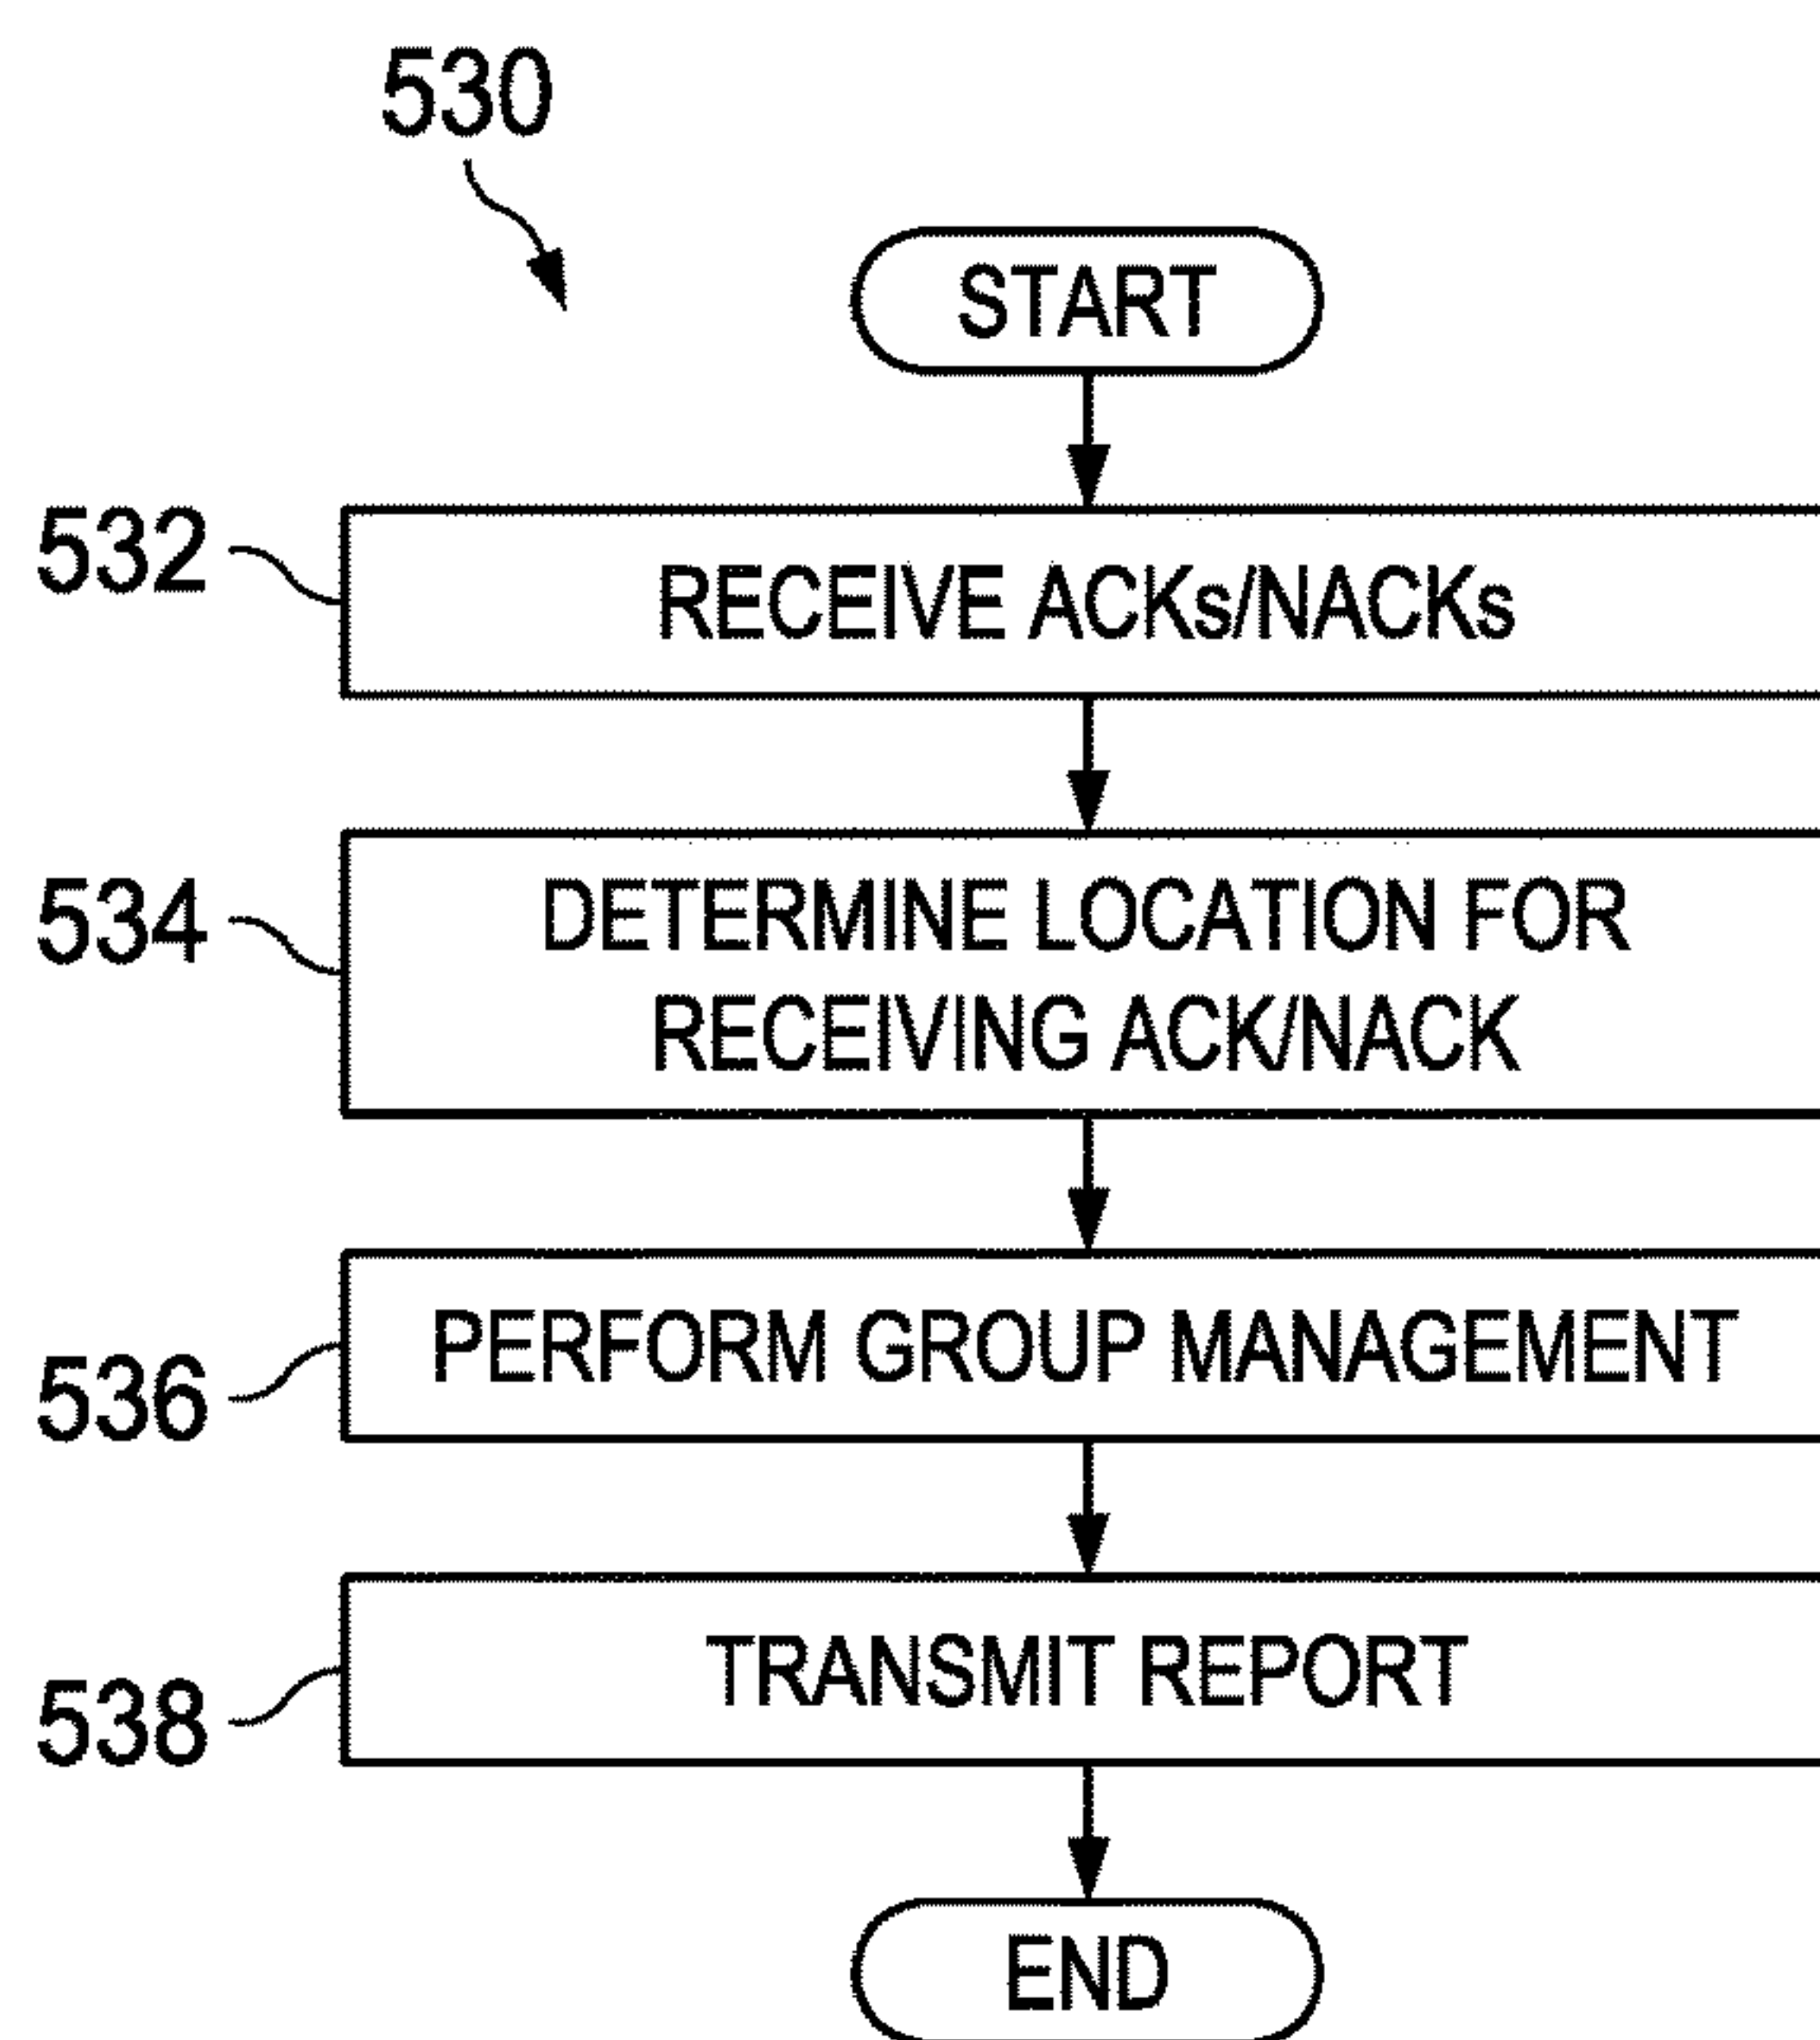 530
START
532
RECEIVE ACKs/NACKs
534
DETERMINE LOCATION FOR
RECEIVING ACK/NACK
536
PERFORM GROUP MANAGEMENT
538
TRANSMIT REPORT
END